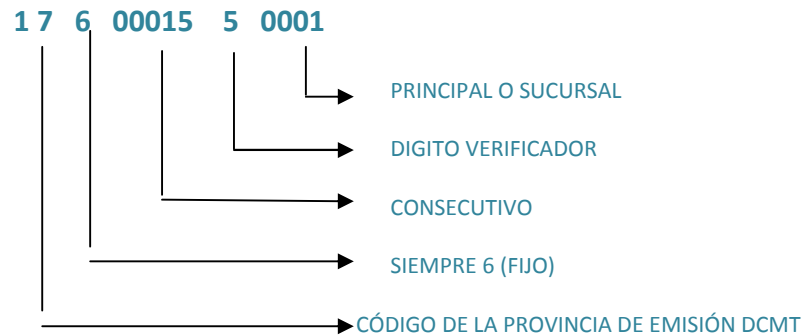 1 7 6 00015 5 0001
PRINCIPAL O SUCURSAL
DIGITO VERIFICADOR
CONSECUTIVO
SIEMPRE 6 (FIJO)
CÓDIGO DE LA PROVINCIA DE EMISIÓN DCMT